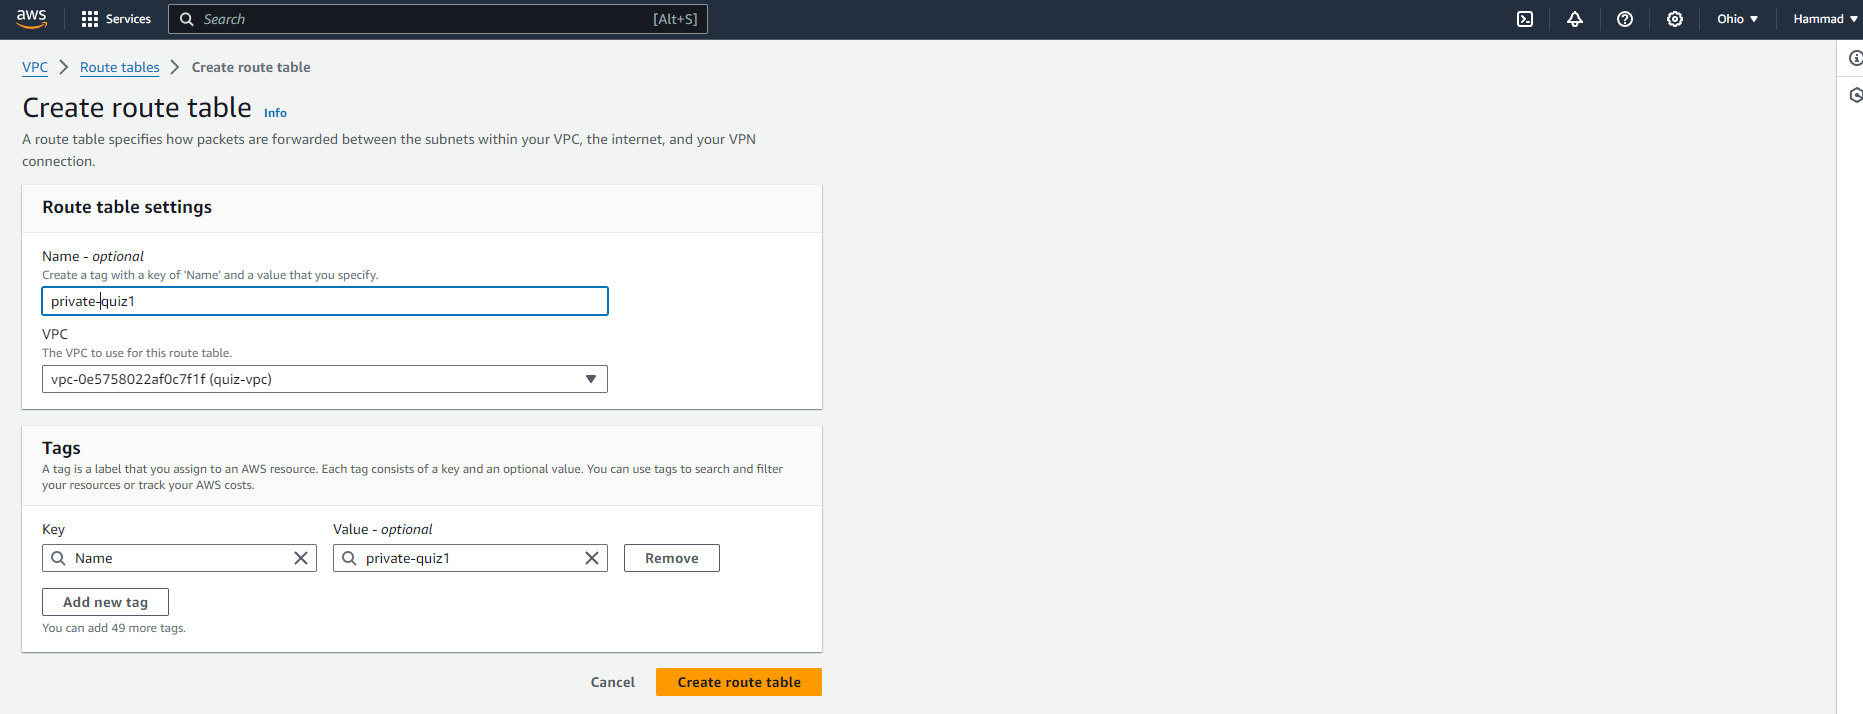 aws Services Search [Alt+S] Ohio Hammad
VPC Route tables Create route table
Create route table Info
A route table specifies how packets are forwarded between the subnets within your VPC, the internet, and your VPN
connection.
Route table settings
Name - optional
Create a tag with a key of 'Name' and a value that you specify.
private-quiz1
VPC
The VPC to use for this route table.
vpc-0e5758022af0c7f1f (quiz-vpc)
Tags
A tag is a label that you assign to an AWS resource. Each tag consists of a key and an optional value. You can use tags to search and filter
your resources or track your AWS costs.
Key Value - optional
Name private-quiz1 Remove
Add new tag
You can add 49 more tags.
Cancel Create route table